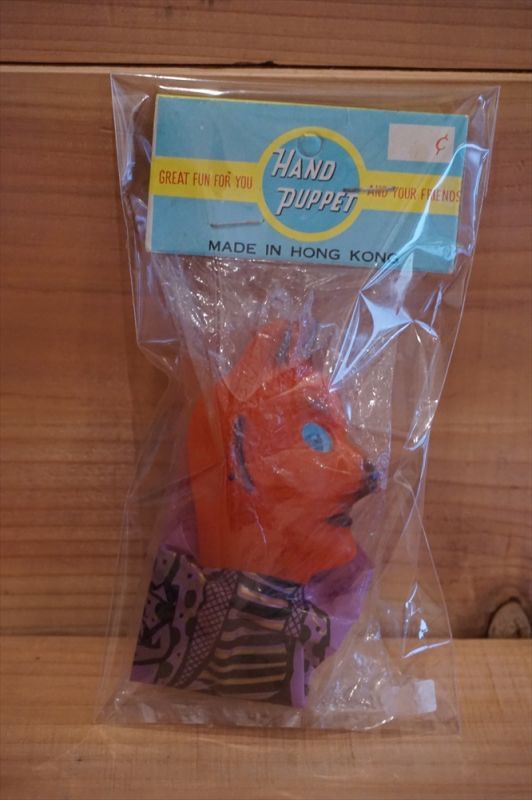 ¢
GREAT FUN FOR YOU
HAND
PUPPET
AND YOUR FRIENDS
MADE IN HONG KONG